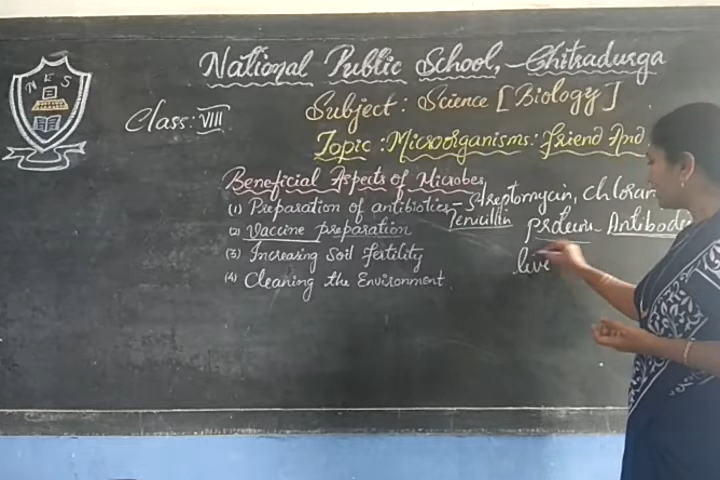 N E S
National Public School, Chitradurga
Class: VIII
Subject: Science [Biology]
Topic: Microorganisms: Friend And
Beneficial Aspects of Microbes
(1) Preparation of antibiotics - Streptomycin, Chloram
Penicillin
(2) Vaccine preparation
protein - Antibodie
(3) Increasing Soil fertility
live
(4) Cleaning the Environment